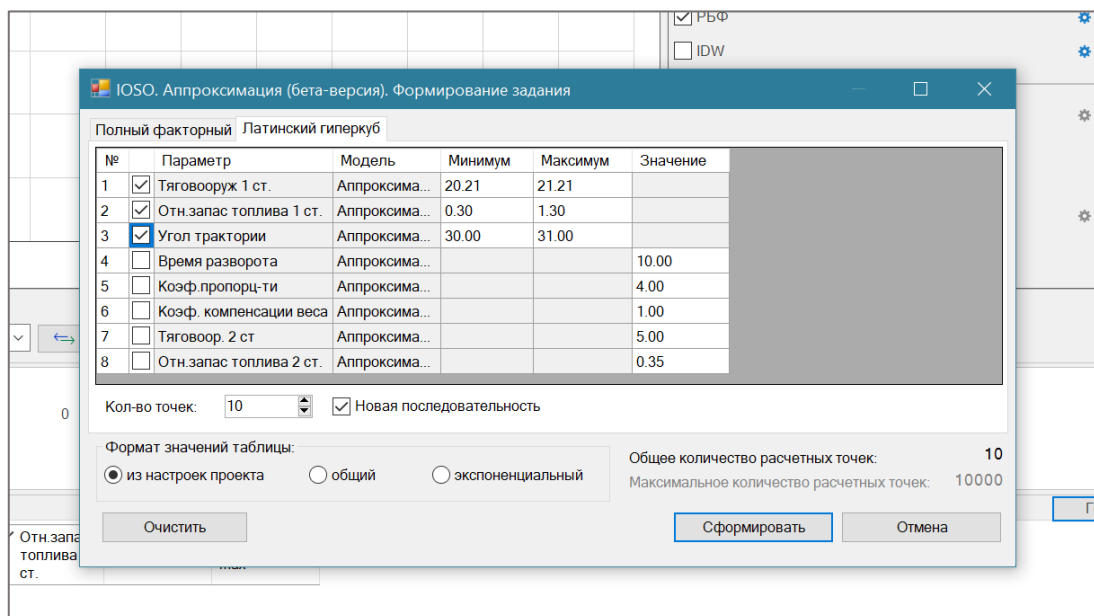 РБФ
IDW
IOSO. Аппроксимация (бета-версия). Формирование задания
Полный факторный Латинский гиперкуб
№ Параметр Модель Минимум Максимум Значение
1 Тяговооруж 1 ст. Аппроксима... 20.21 21.21
2 Отн.запас топлива 1 ст. Аппроксима... 0.30 1.30
3 Угол трактории Аппроксима... 30.00 31.00
4 Время разворота Аппроксима... 10.00
5 Коэф.пропорц-ти Аппроксима... 4.00
6 Коэф. компенсации веса Аппроксима... 1.00
7 Тяговоор. 2 ст Аппроксима... 5.00
8 Отн.запас топлива 2 ст. Аппроксима... 0.35
0
Кол-во точек: 10 Новая последовательность
Формат значений таблицы:
из настроек проекта общий экспоненциальный
Общее количество расчетных точек: 10
Максимальное количество расчетных точек: 10000
Очистить Сформировать Отмена
Отн.запа
топлива
ст.
max